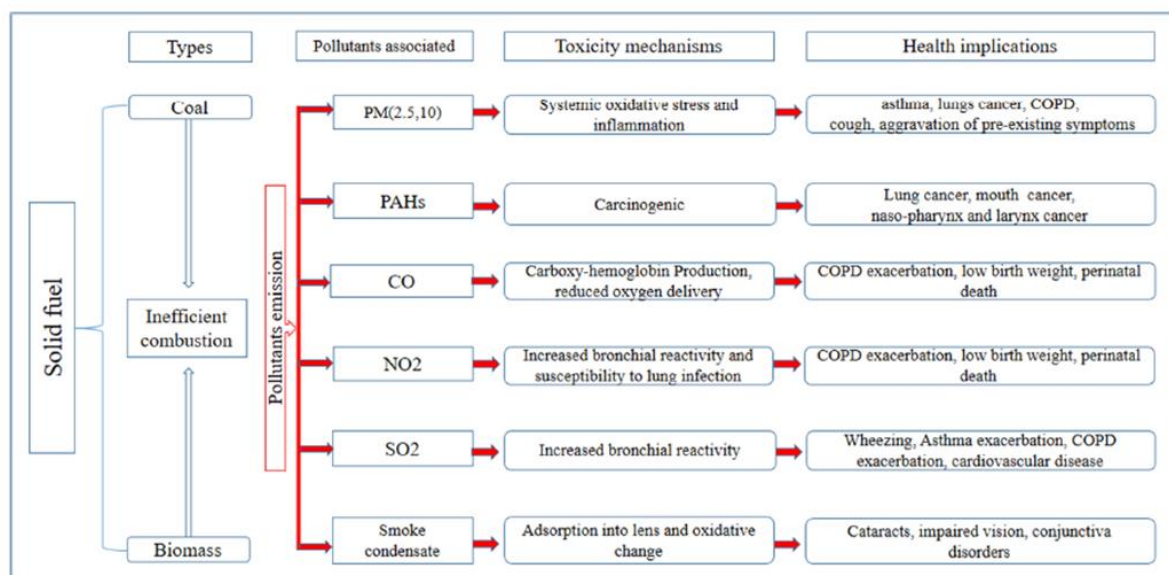 Types
Pollutants associated
Toxicity mechanisms
Health implications
Solid fuel
Coal
Inefficient
combustion
Biomass
Pollutants emission
PM(2.5,10)
Systemic oxidative stress and
inflammation
asthma, lungs cancer, COPD,
cough, aggravation of pre-existing symptoms
PAHs
Carcinogenic
Lung cancer, mouth cancer,
naso-pharynx and larynx cancer
CO
Carboxy-hemoglobin Production,
reduced oxygen delivery
COPD exacerbation, low birth weight, perinatal
death
NO2
Increased bronchial reactivity and
susceptibility to lung infection
COPD exacerbation, low birth weight, perinatal
death
SO2
Increased bronchial reactivity
Wheezing, Asthma exacerbation, COPD
exacerbation, cardiovascular disease
Smoke
condensate
Adsorption into lens and oxidative
change
Cataracts, impaired vision, conjunctiva
disorders